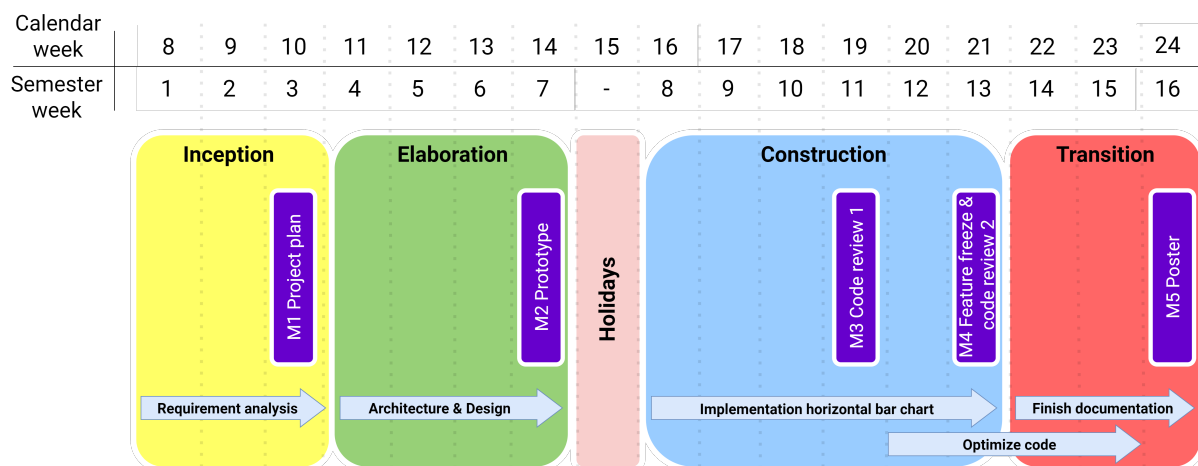 Calendar
week
8 9 10 11 12 13 14 15 16 17 18 19 20 21 22 23 24
Semester
week
1 2 3 4 5 6 7 - 8 9 10 11 12 13 14 15 16
Inception
Elaboration
Holidays
Construction
Transition
M1 Project plan
M2 Prototype
M3 Code review 1
M4 Feature freeze &
code review 2
M5 Poster
Requirement analysis
Architecture & Design
Implementation horizontal bar chart
Finish documentation
Optimize code